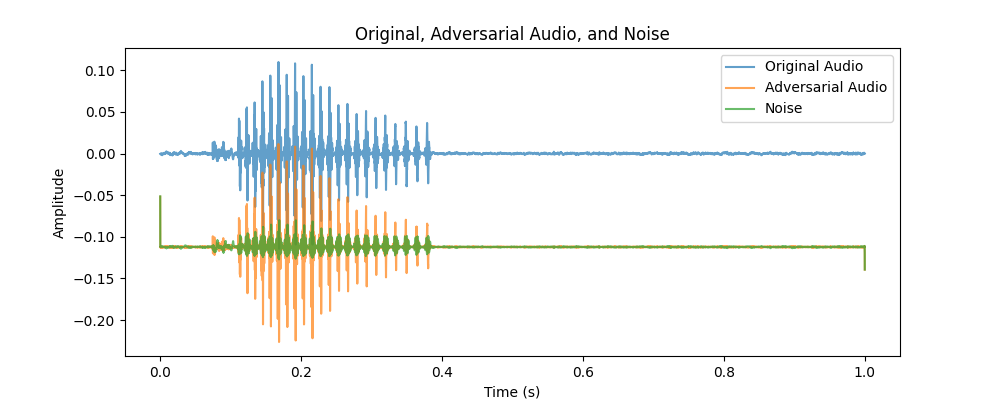 Original, Adversarial Audio, and Noise
Original Audio
Adversarial Audio
Noise
Amplitude
0.10
0.05
0.00
−0.05
−0.10
−0.15
−0.20
0.0 0.2 0.4 0.6 0.8 1.0
Time (s)